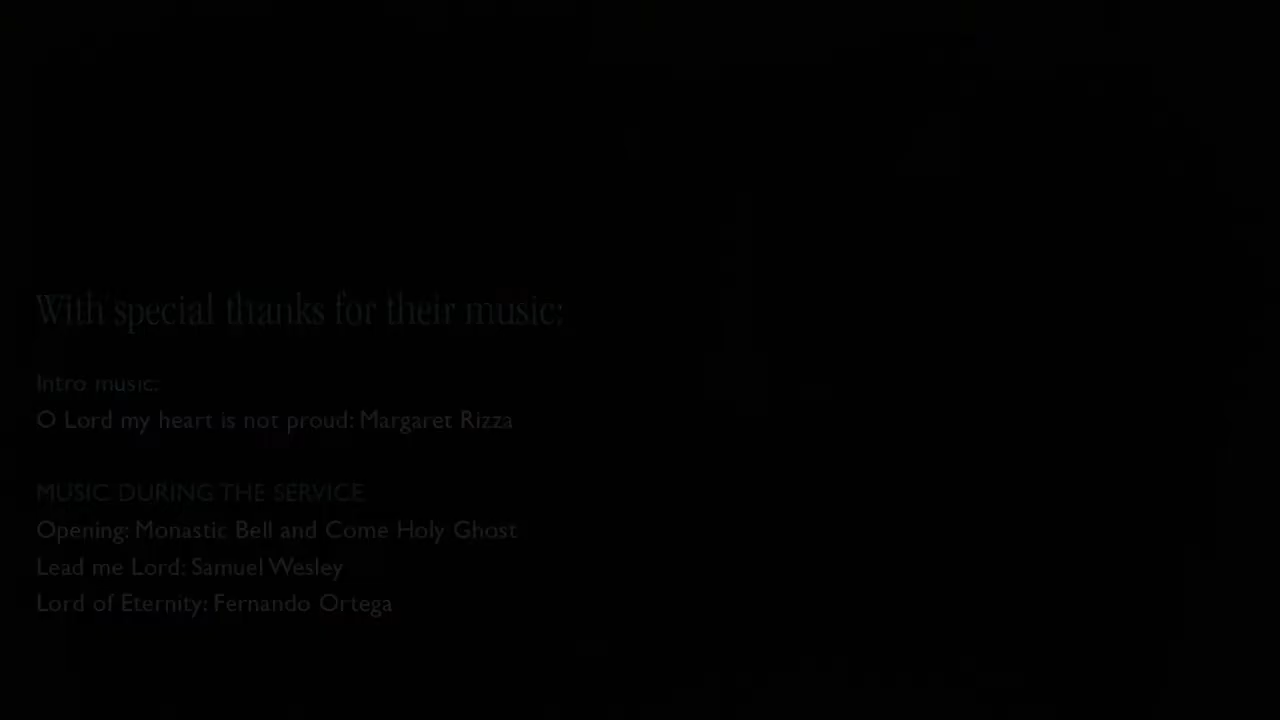 With special thanks for their music:
Intro music:
O Lord my heart is not proud: Margaret Rizza
MUSIC DURING THE SERVICE
Opening: Monastic Bell and Come Holy Ghost
Lead me Lord: Samuel Wesley
Lord of Eternity: Fernando Ortega